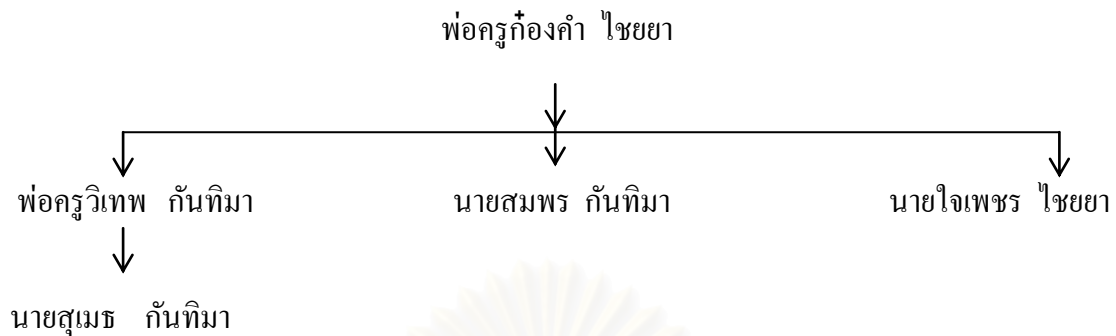 พ่อครูก๋องคำ ไชยยา
พ่อครูวิเทพ กันทิมา นายสมพร กันทิมา นายใจเพชร ไชยยา
นายสุเมธ กันทิมา